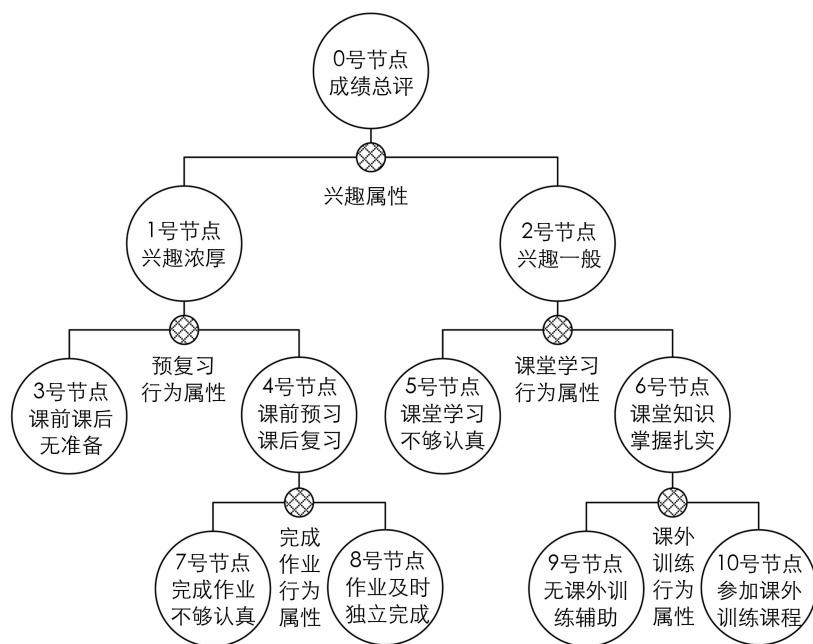 0号节点
成绩总评
兴趣属性
1号节点
兴趣浓厚
2号节点
兴趣一般
预复习
行为属性
课堂学习
行为属性
3号节点
课前课后
无准备
4号节点
课前预习
课后复习
5号节点
课堂学习
不够认真
6号节点
课堂知识
掌握扎实
7号节点
完成作业
不够认真
完成
作业
行为
属性
8号节点
作业及时
独立完成
9号节点
无课外训
练辅助
课外
训练
行为
属性
10号节点
参加课外
训练课程